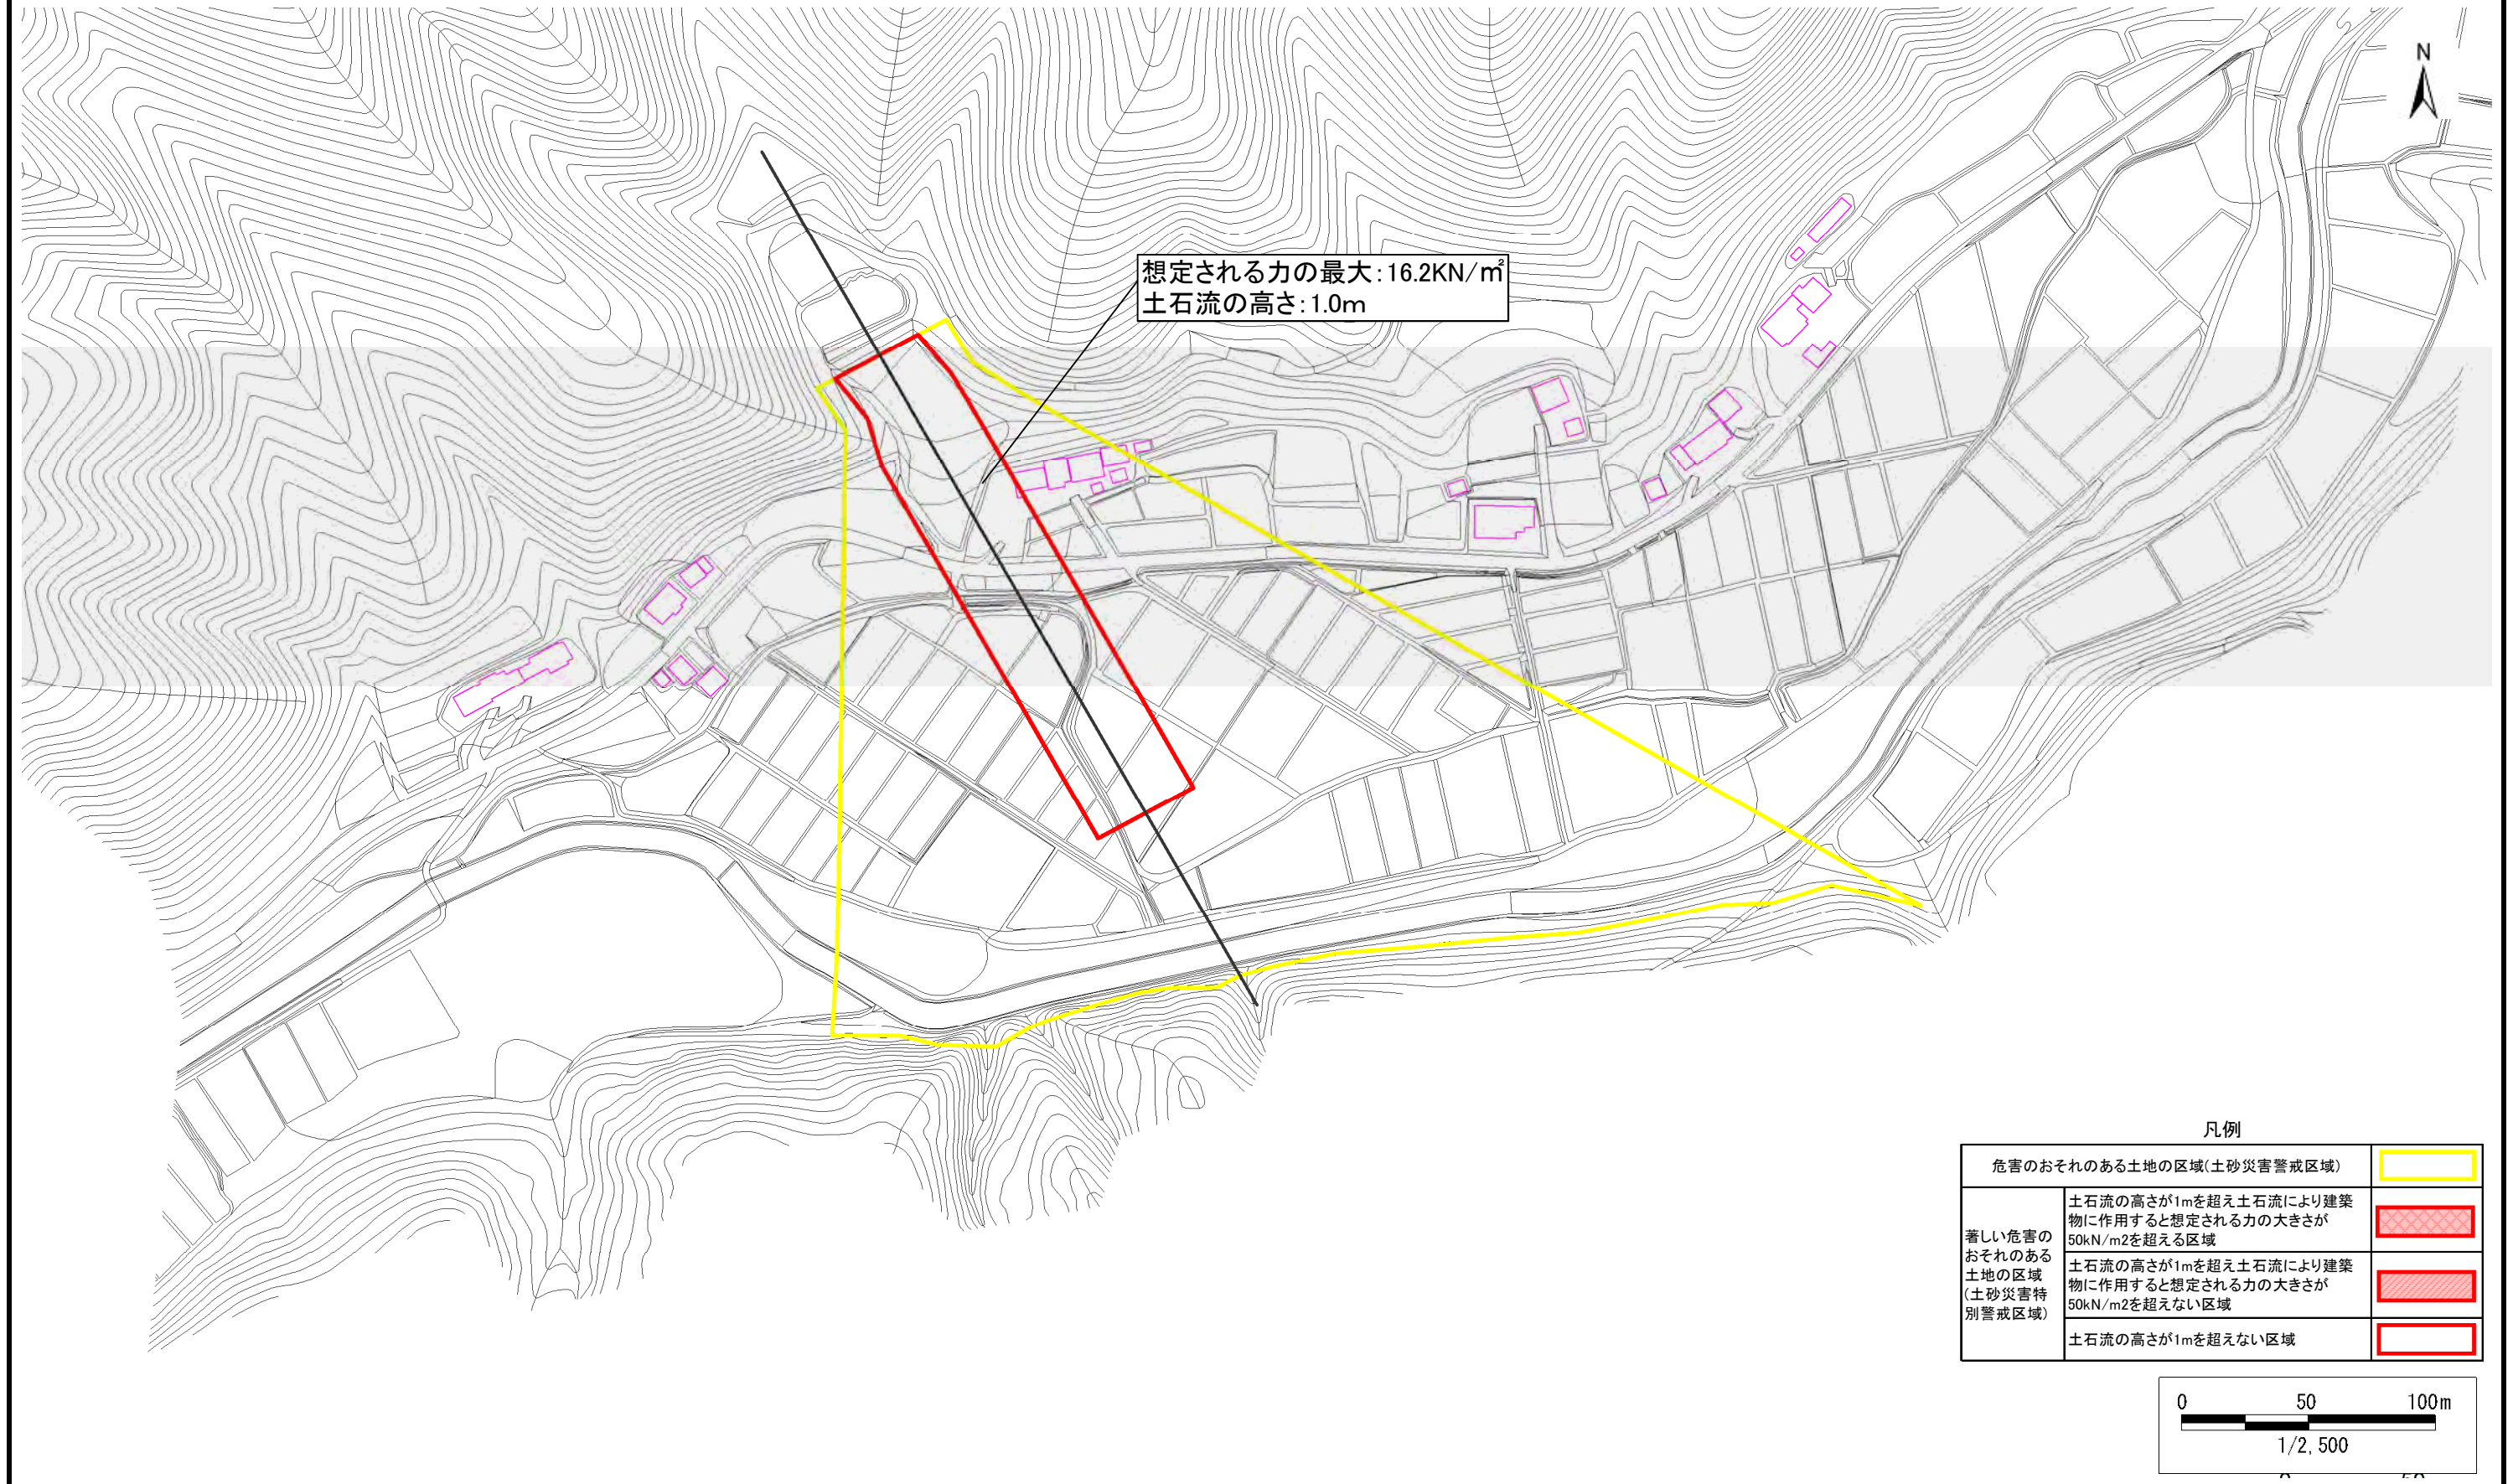 N
想定される力の最大:16.2KN/㎡
土石流の高さ:1.0m
凡例
危害のおそれのある土地の区域(土砂災害警戒区域)
著しい危害の
おそれのある
土地の区域
(土砂災害特
別警戒区域)
土石流の高さが1mを超え土石流により建築
物に作用すると想定される力の大きさが
50kN/m2を超える区域
土石流の高さが1mを超え土石流により建築
物に作用すると想定される力の大きさが
50kN/m2を超えない区域
土石流の高さが1mを超えない区域
0 50 100m
1/2,500